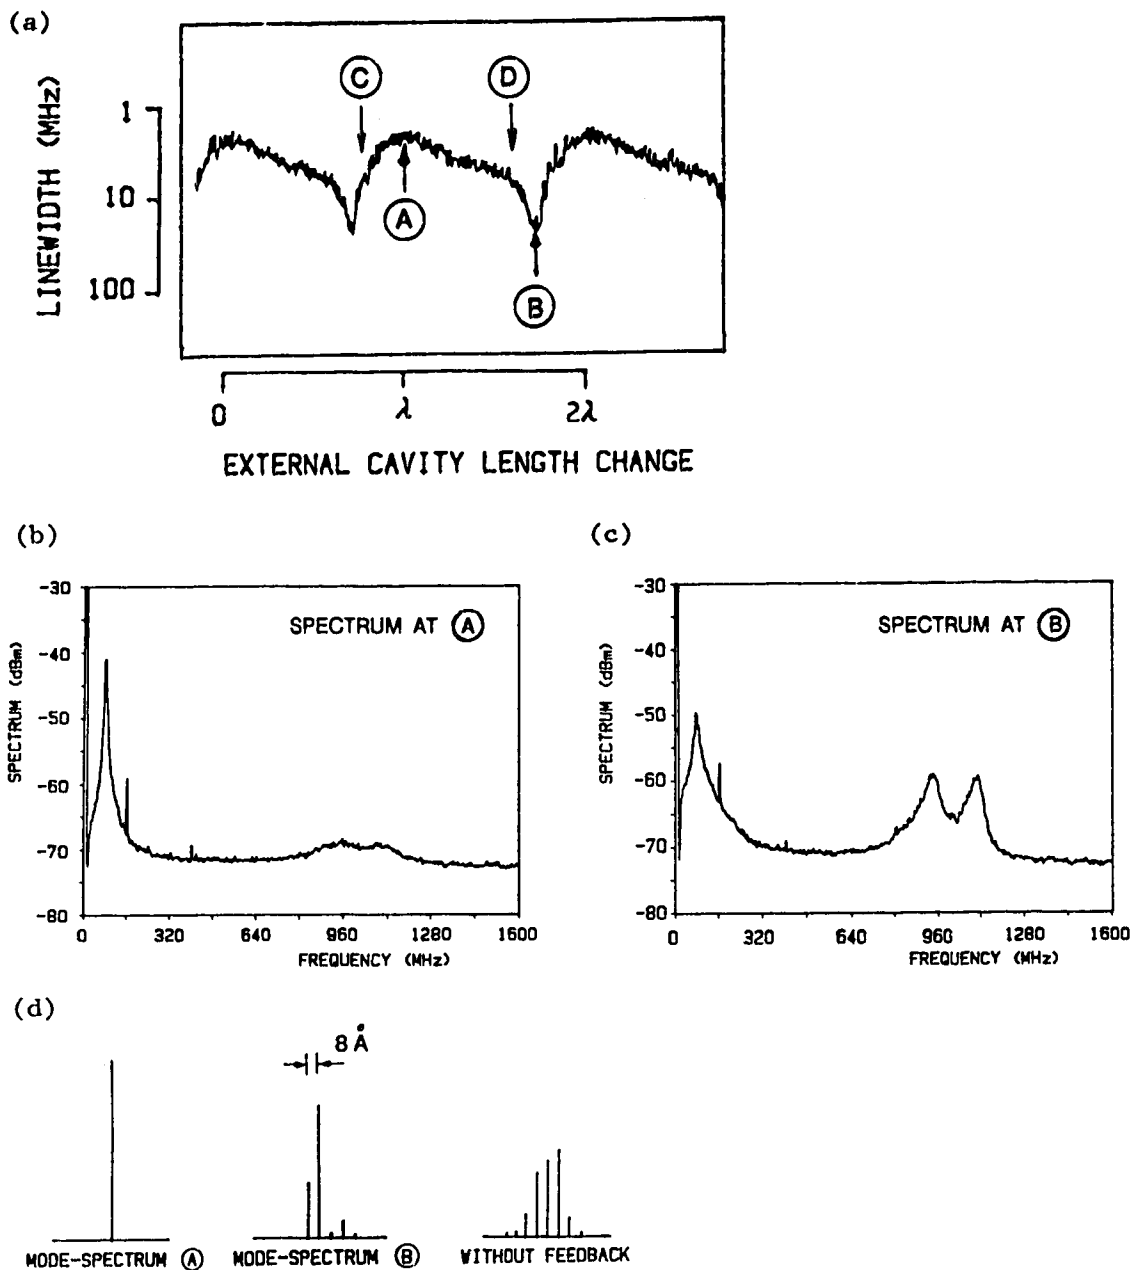 (a)
C
D
A
B
LINEWIDTH (MHz)
1
10
100
0 λ 2λ
EXTERNAL CAVITY LENGTH CHANGE
(b)
SPECTRUM AT A
SPECTRUM (dBm)
-30
-40
-50
-60
-70
-80
0 320 640 960 1280 1600
FREQUENCY (MHz)
(c)
SPECTRUM AT B
SPECTRUM (dBm)
-30
-40
-50
-60
-70
-80
0 320 640 960 1280 1600
FREQUENCY (MHz)
(d)
8 Å
MODE-SPECTRUM A
MODE-SPECTRUM B
WITHOUT FEEDBACK